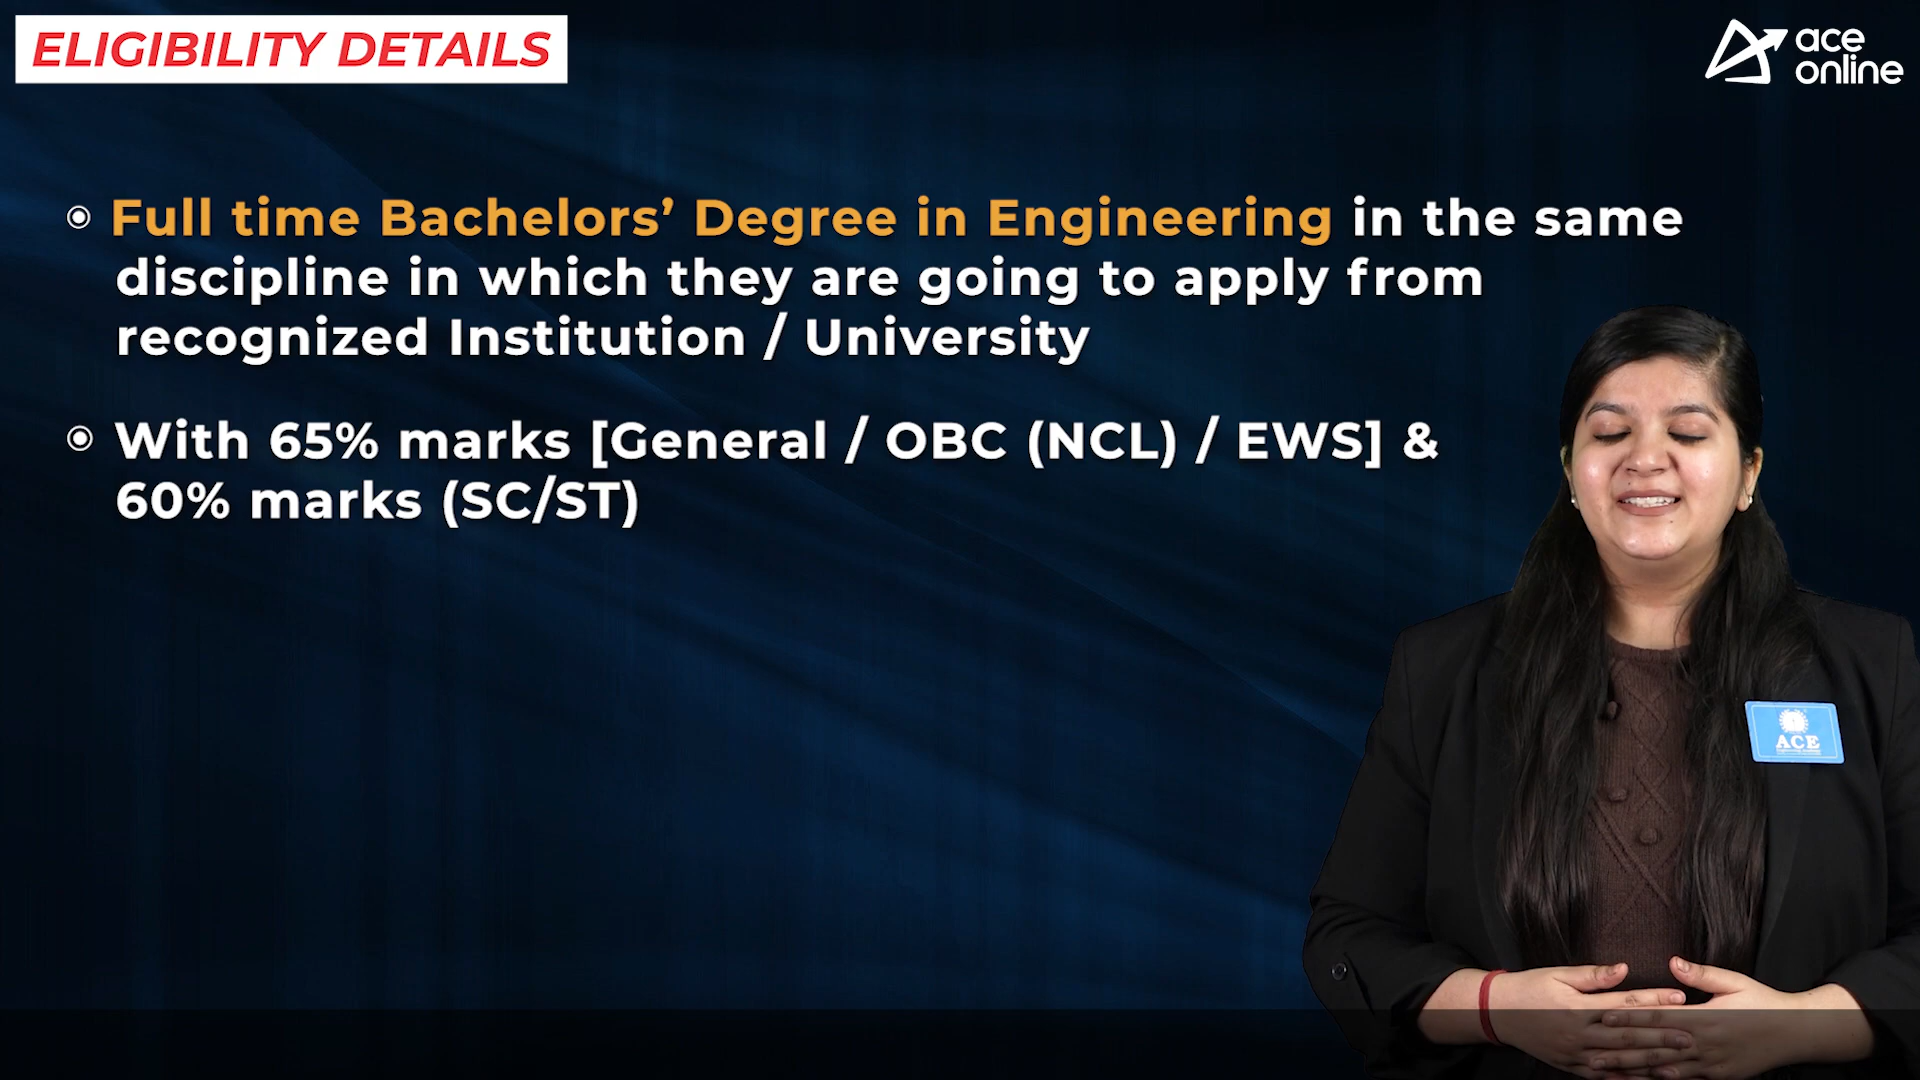 ELIGIBILITY DETAILS
ace
online
Full time Bachelors’ Degree in Engineering in the same
discipline in which they are going to apply from
recognized Institution / University
With 65% marks [General / OBC (NCL) / EWS] &
60% marks (SC/ST)
ACE